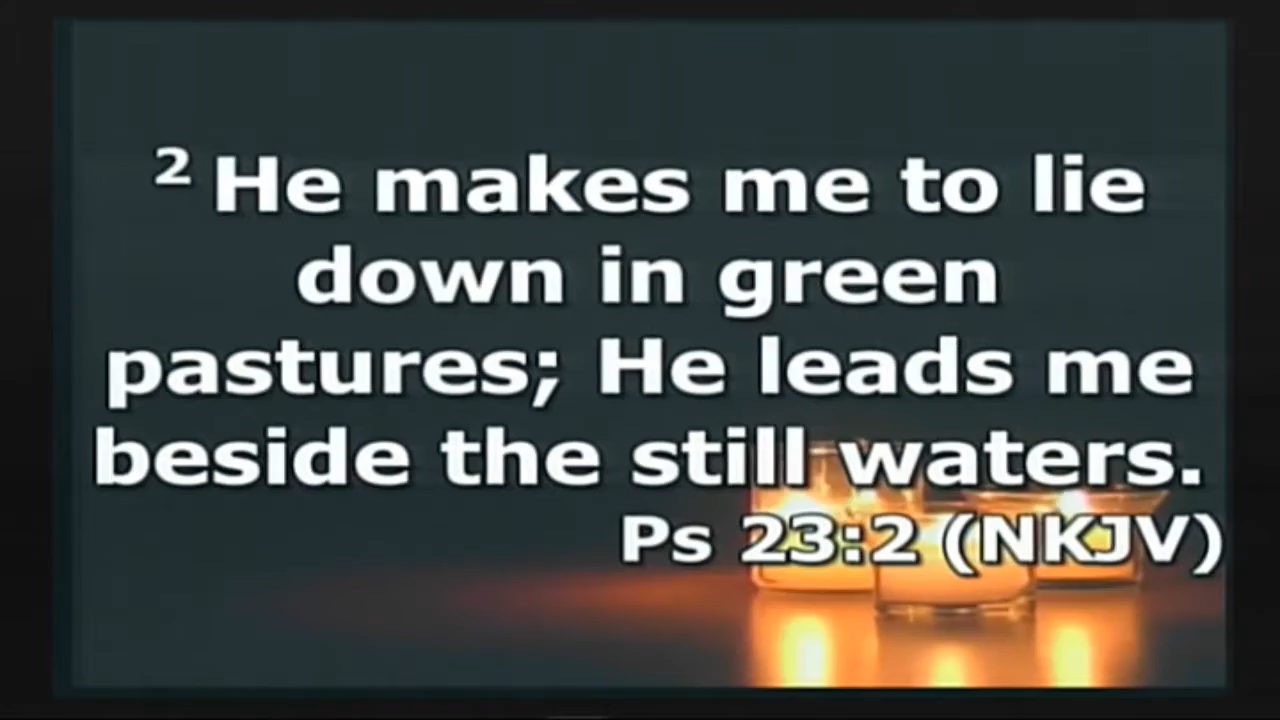 ² He makes me to lie
down in green
pastures; He leads me
beside the still waters.
Ps 23:2 (NKJV)